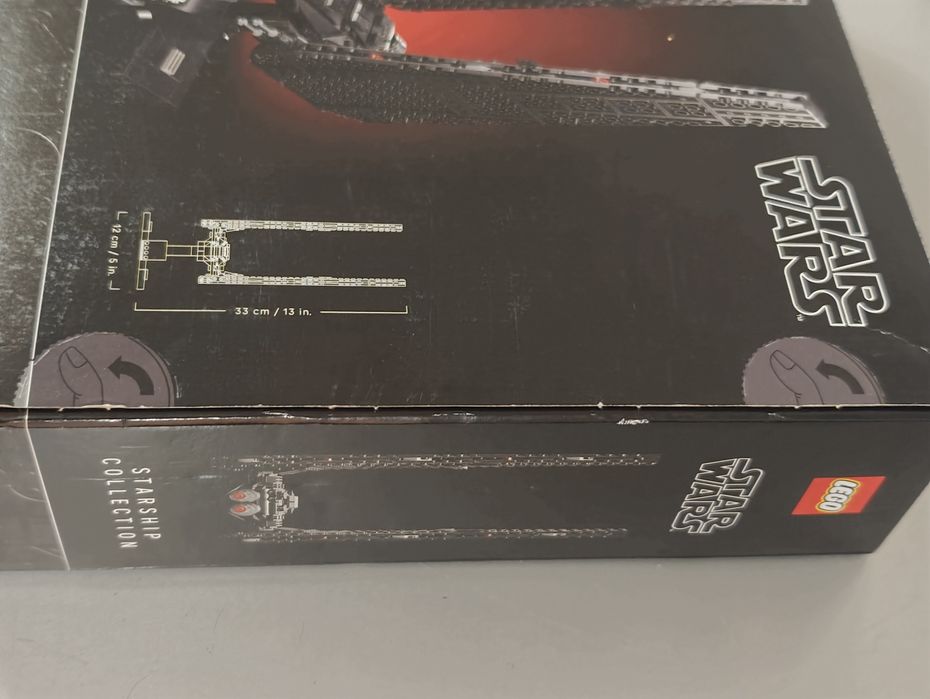 STAR
WARS
12 cm / 5 in.
33 cm / 13 in.
STARSHIP
COLLECTION
STAR
WARS
LEGO